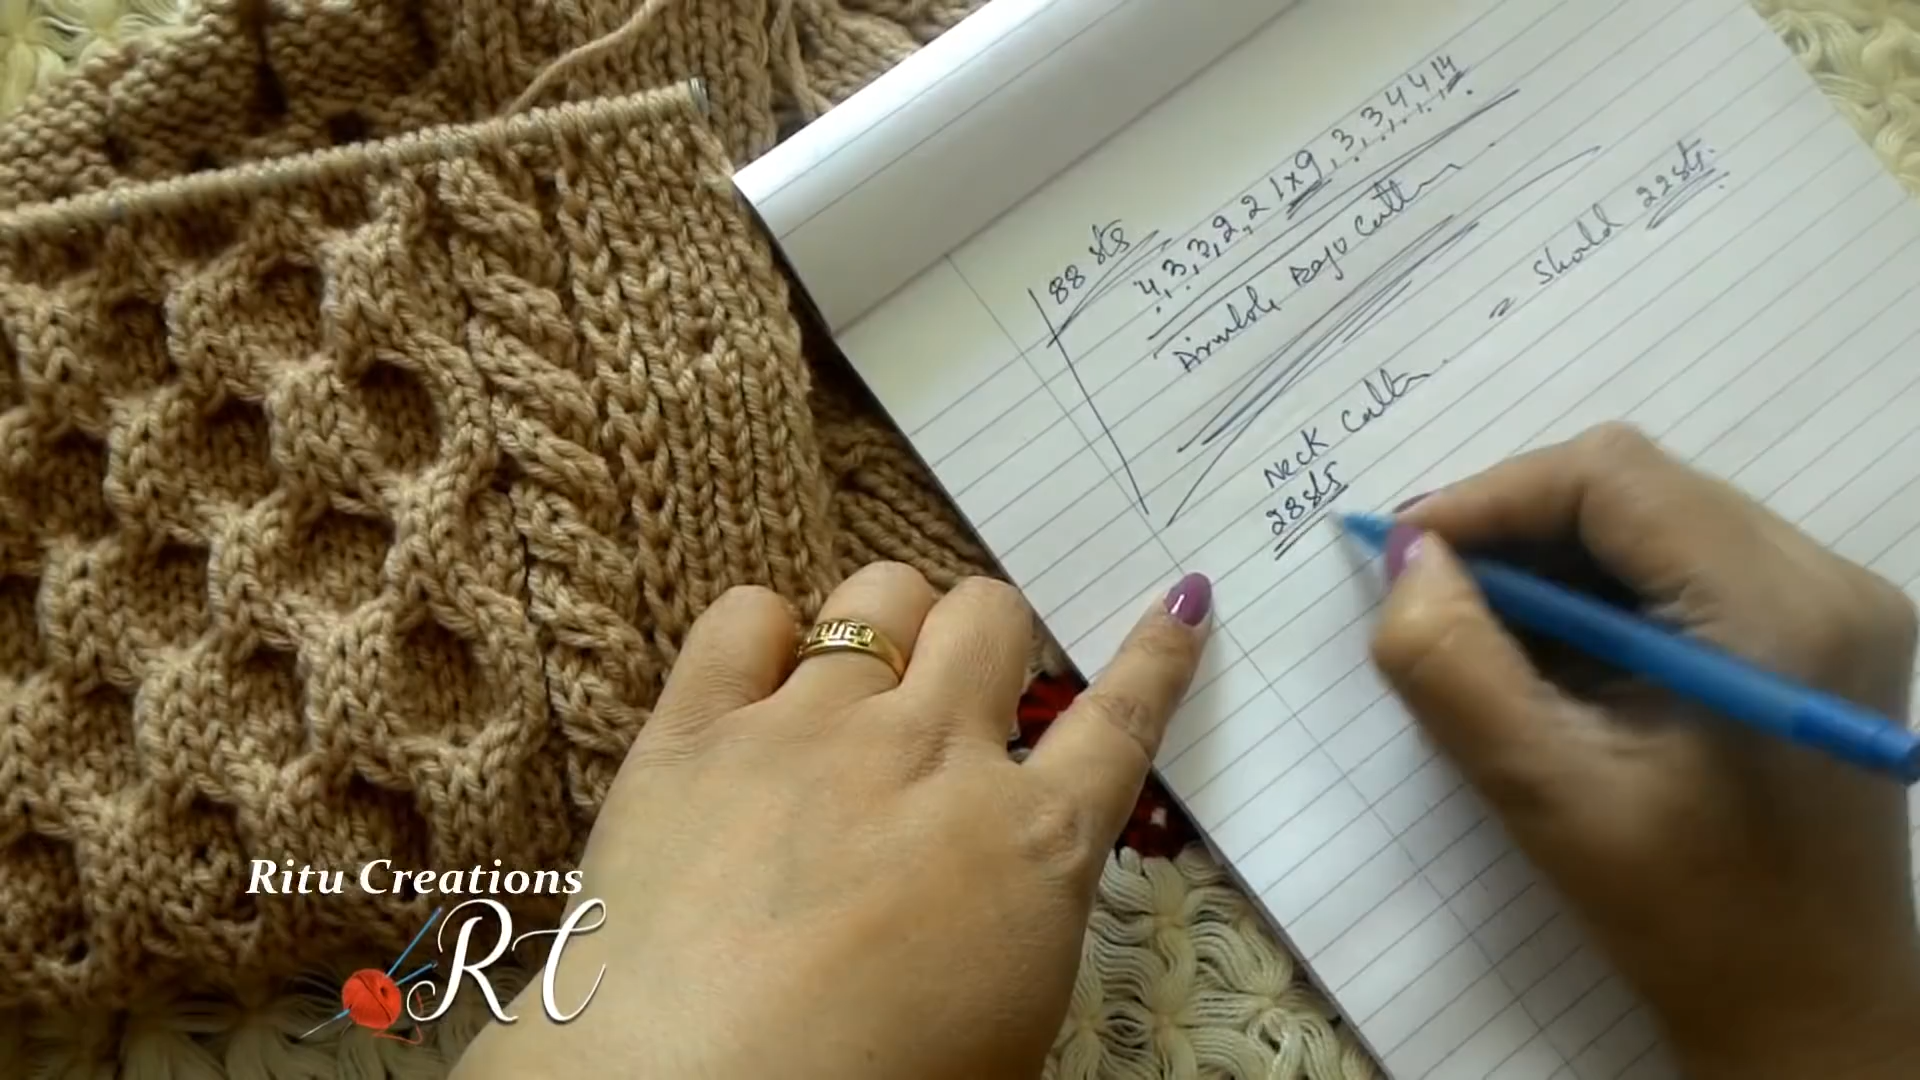 88 sts
4, 3, 3, 2, 2 1x9, 3, 3, 4 4 14
Neck
28 sts
= Should 22 sts.
Ritu Creations
RC